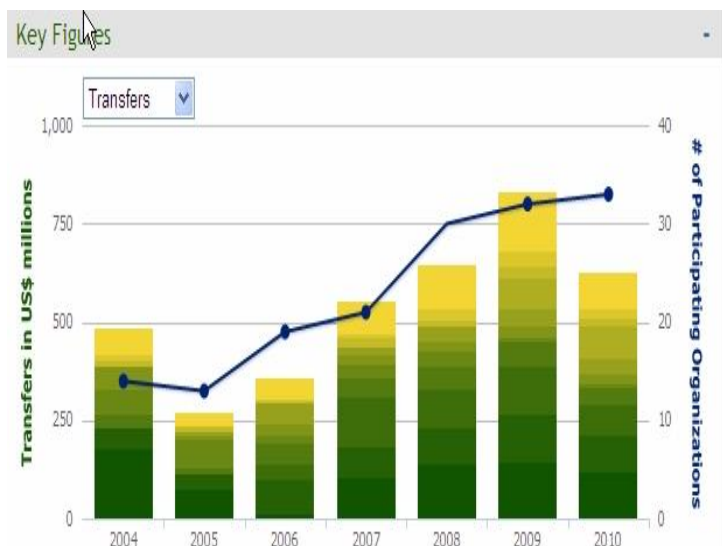 Key Figures
-
Transfers
1,000
750
500
250
0
Transfers in US$ millions
40
30
20
10
0
# of Participating Organizations
2004 2005 2006 2007 2008 2009 2010